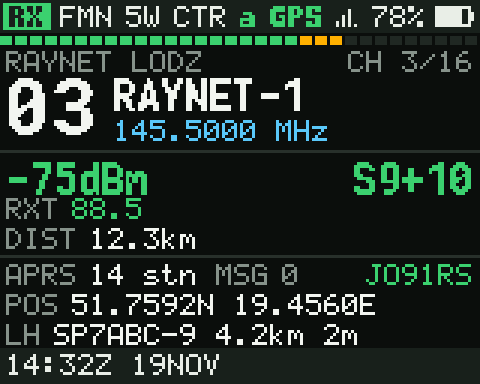 RX FMN 5W CTR a GPS 78%
RAYNET LODZ CH 3/16
03 RAYNET-1
145.5000 MHz
-75dBm S9+10
RXT 88.5
DIST 12.3km
APRS 14 stn MSG 0 JO91RS
POS 51.7592N 19.4560E
LH SP7ABC-9 4.2km 2m
14:32Z 19NOV